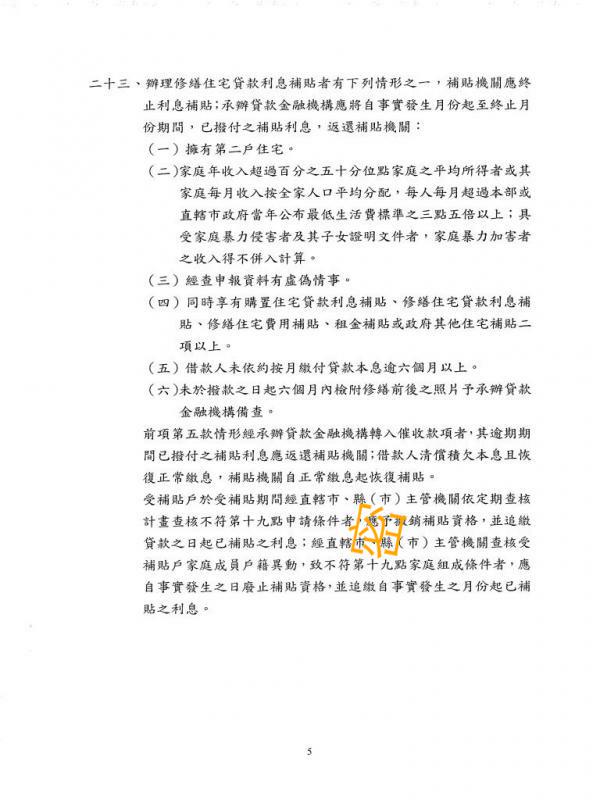 二十三、辦理修繕住宅貸款利息補貼者有下列情形之一，補貼機關應終
止利息補貼；承辦貸款金融機構應將自事實發生月份起至終止月
份期間，已撥付之補貼利息，返還補貼機關：
（一）擁有第二戶住宅。
（二）家庭年收入超過百分之五十分位點家庭之平均所得者或其
家庭每月收入按全家人口平均分配，每人每月超過本部或
直轄市政府當年公布最低生活費標準之三點五倍以上；具
受家庭暴力侵害者及其子女證明文件者，家庭暴力加害者
之收入得不併入計算。
（三）經查申報資料有虛偽情事。
（四）同時享有購置住宅貸款利息補貼、修繕住宅貸款利息補
貼、修繕住宅費用補貼、租金補貼或政府其他住宅補貼二
項以上。
（五）借款人未依約按月繳付貸款本息逾六個月以上。
（六）未於撥款之日起六個月內檢附修繕前後之照片予承辦貸款
金融機構備查。
前項第五款情形經承辦貸款金融機構轉入催收款項者，其逾期期
間已撥付之補貼利息應返還補貼機關；借款人清償積欠本息且恢
復正常繳息，補貼機關自正常繳息起恢復補貼。
受補貼戶於受補貼期間經直轄市、縣（市）主管機關依定期查核
計畫查核不符第十九點申請條件者，應予撤銷補貼資格，並追繳
貸款之日起已補貼之利息；經直轄市、縣（市）主管機關查核受
補貼戶家庭成員戶籍異動，致不符第十九點家庭組成條件者，應
自事實發生之日廢止補貼資格，並追繳自事實發生之月份起已補
貼之利息。
5